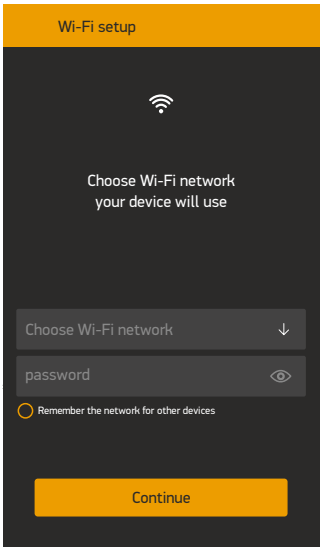 Wi-Fi setup
Choose Wi-Fi network
your device will use
Choose Wi-Fi network
password
Remember the network for other devices
Continue